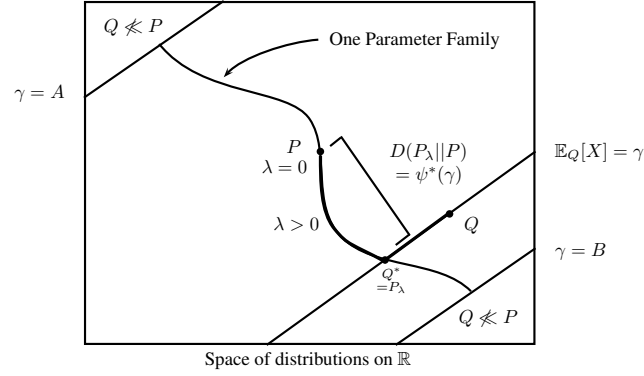 Q ≪̸ P
One Parameter Family
γ = A
P
λ = 0
D(P_λ||P)
= ψ*(γ)
𝔼_Q[X] = γ
λ > 0
Q
γ = B
Q*
=P_λ
Q ≪̸ P
Space of distributions on ℝ